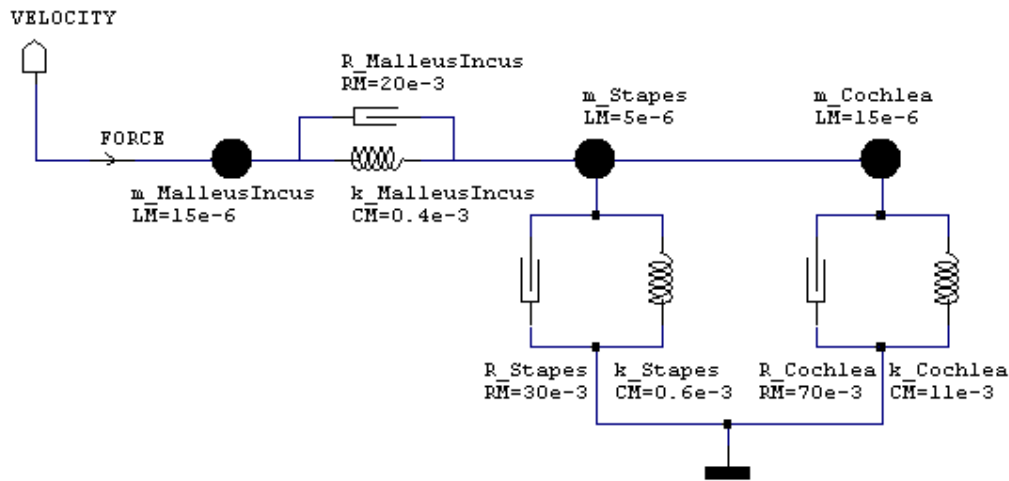 VELOCITY
R_MalleusIncus
RM=20e-3
m_Stapes
LM=5e-6
m_Cochlea
LM=15e-6
FORCE
m_MalleusIncus
LM=15e-6
k_MalleusIncus
CM=0.4e-3
R_Stapes
RM=30e-3
k_Stapes
CM=0.6e-3
R_Cochlea
RM=70e-3
k_Cochlea
CM=11e-3